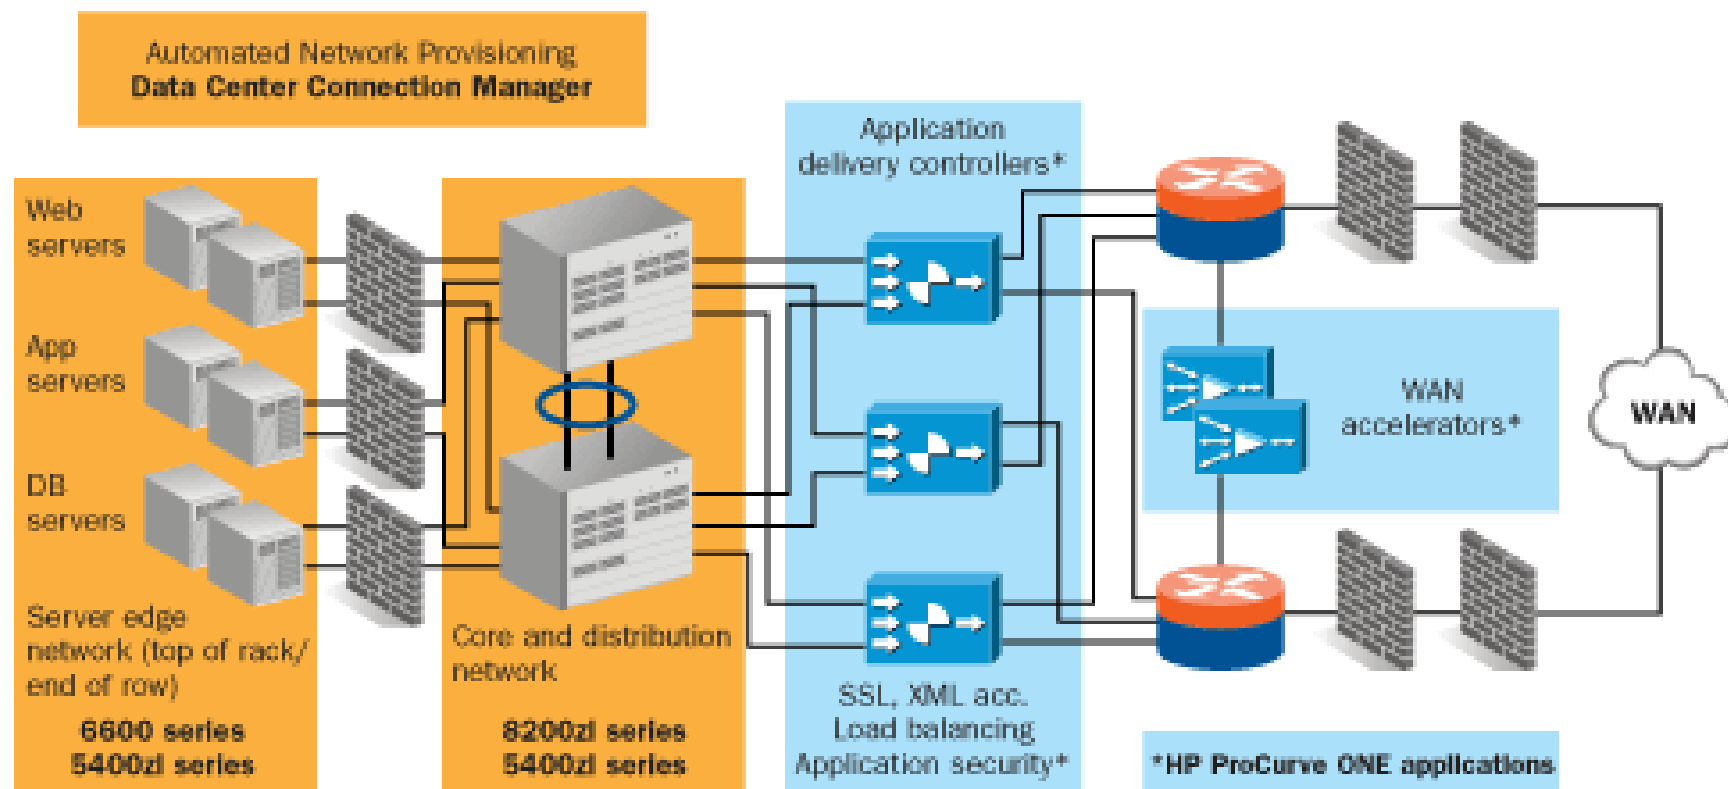 Automated Network Provisioning
Data Center Connection Manager
Web
servers
App
servers
DB
servers
Server edge
network (top of rack/
end of row)
6600 series
5400zl series
Core and distribution
network
8200zl series
5400zl series
Application
delivery controllers*
SSL, XML acc.
Load balancing
Application security*
WAN
accelerators*
WAN
*HP ProCurve ONE applications